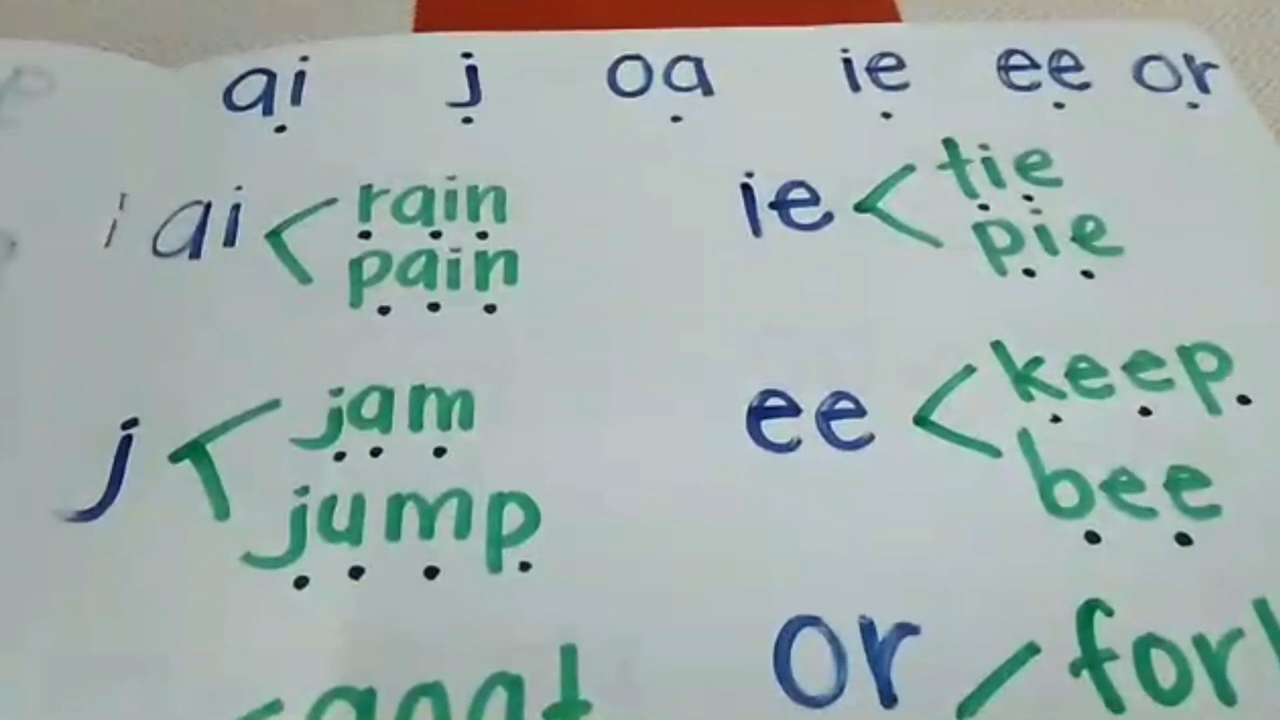 ai j oa ie ee or
ai < rain
pain
ie < tie
pie
j < jam
jump
ee < keep
bee
or